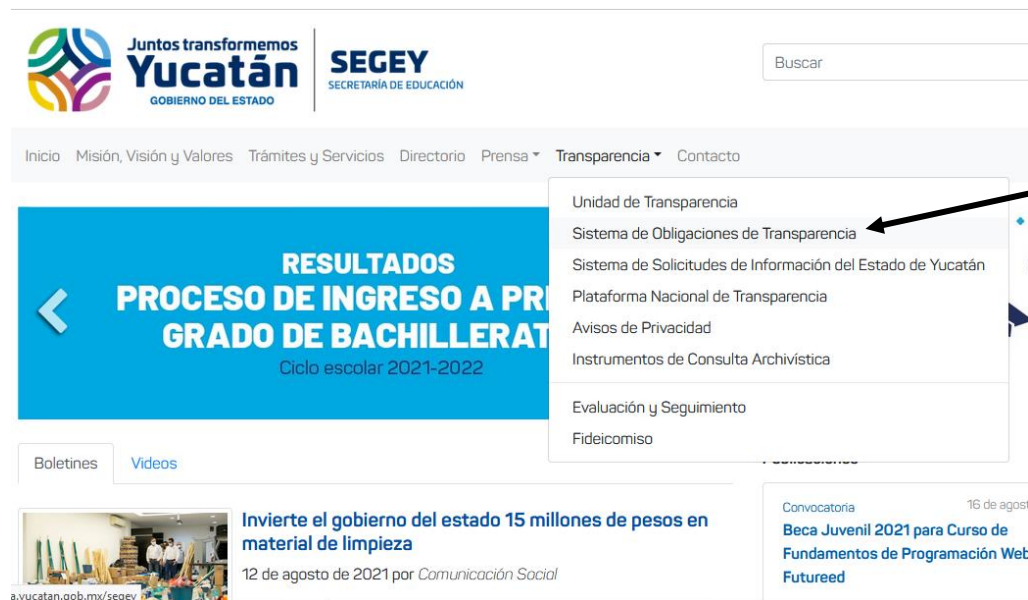 Juntos transformemos
Yucatán
GOBIERNO DEL ESTADO
SEGEY
SECRETARÍA DE EDUCACIÓN
Buscar
Inicio Misión, Visión y Valores Trámites y Servicios Directorio Prensa Transparencia Contacto
Unidad de Transparencia
Sistema de Obligaciones de Transparencia
Sistema de Solicitudes de Información del Estado de Yucatán
Plataforma Nacional de Transparencia
Avisos de Privacidad
Instrumentos de Consulta Archivística
Evaluación y Seguimiento
Fideicomiso
RESULTADOS
PROCESO DE INGRESO A PRI
GRADO DE BACHILLERAT
Ciclo escolar 2021-2022
Boletines Videos
Invierte el gobierno del estado 15 millones de pesos en
material de limpieza
12 de agosto de 2021 por Comunicación Social
Convocatoria 16 de agost
Beca Juvenil 2021 para Curso de
Fundamentos de Programación Web
Futureed
a.yucatan.gob.mx/segey